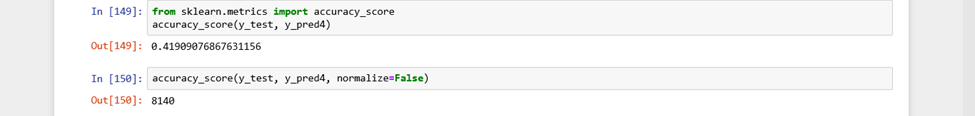 In [149]: from sklearn.metrics import accuracy_score
accuracy_score(y_test, y_pred4)
Out[149]: 0.41909076867631156
In [150]: accuracy_score(y_test, y_pred4, normalize=False)
Out[150]: 8140